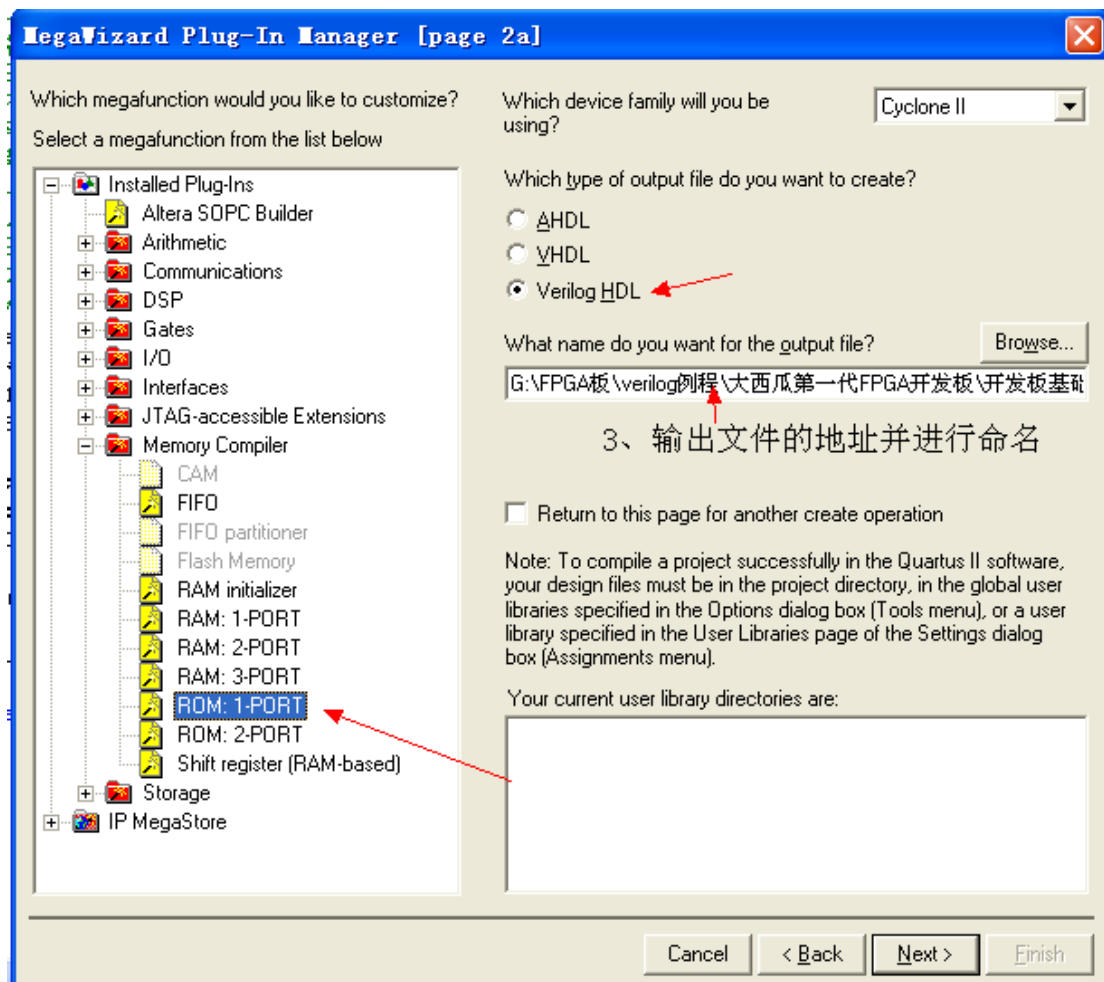 MegaWizard Plug-In Manager [page 2a]
Which megafunction would you like to customize?
Select a megafunction from the list below
Installed Plug-Ins
Altera SOPC Builder
Arithmetic
Communications
DSP
Gates
I/O
Interfaces
JTAG-accessible Extensions
Memory Compiler
CAM
FIFO
FIFO partitioner
Flash Memory
RAM initializer
RAM: 1-PORT
RAM: 2-PORT
RAM: 3-PORT
ROM: 1-PORT
ROM: 2-PORT
Shift register (RAM-based)
Storage
IP MegaStore
Which device family will you be
using?
Cyclone II
Which type of output file do you want to create?
AHDL
VHDL
Verilog HDL
What name do you want for the output file?
Browse...
G:\FPGA板\verilog例程\大西瓜第一代FPGA开发板\开发板基础
3、输出文件的地址并进行命名
Return to this page for another create operation
Note: To compile a project successfully in the Quartus II software,
your design files must be in the project directory, in the global user
libraries specified in the Options dialog box (Tools menu), or a user
library specified in the User Libraries page of the Settings dialog
box (Assignments menu).
Your current user library directories are:
Cancel
< Back
Next >
Finish